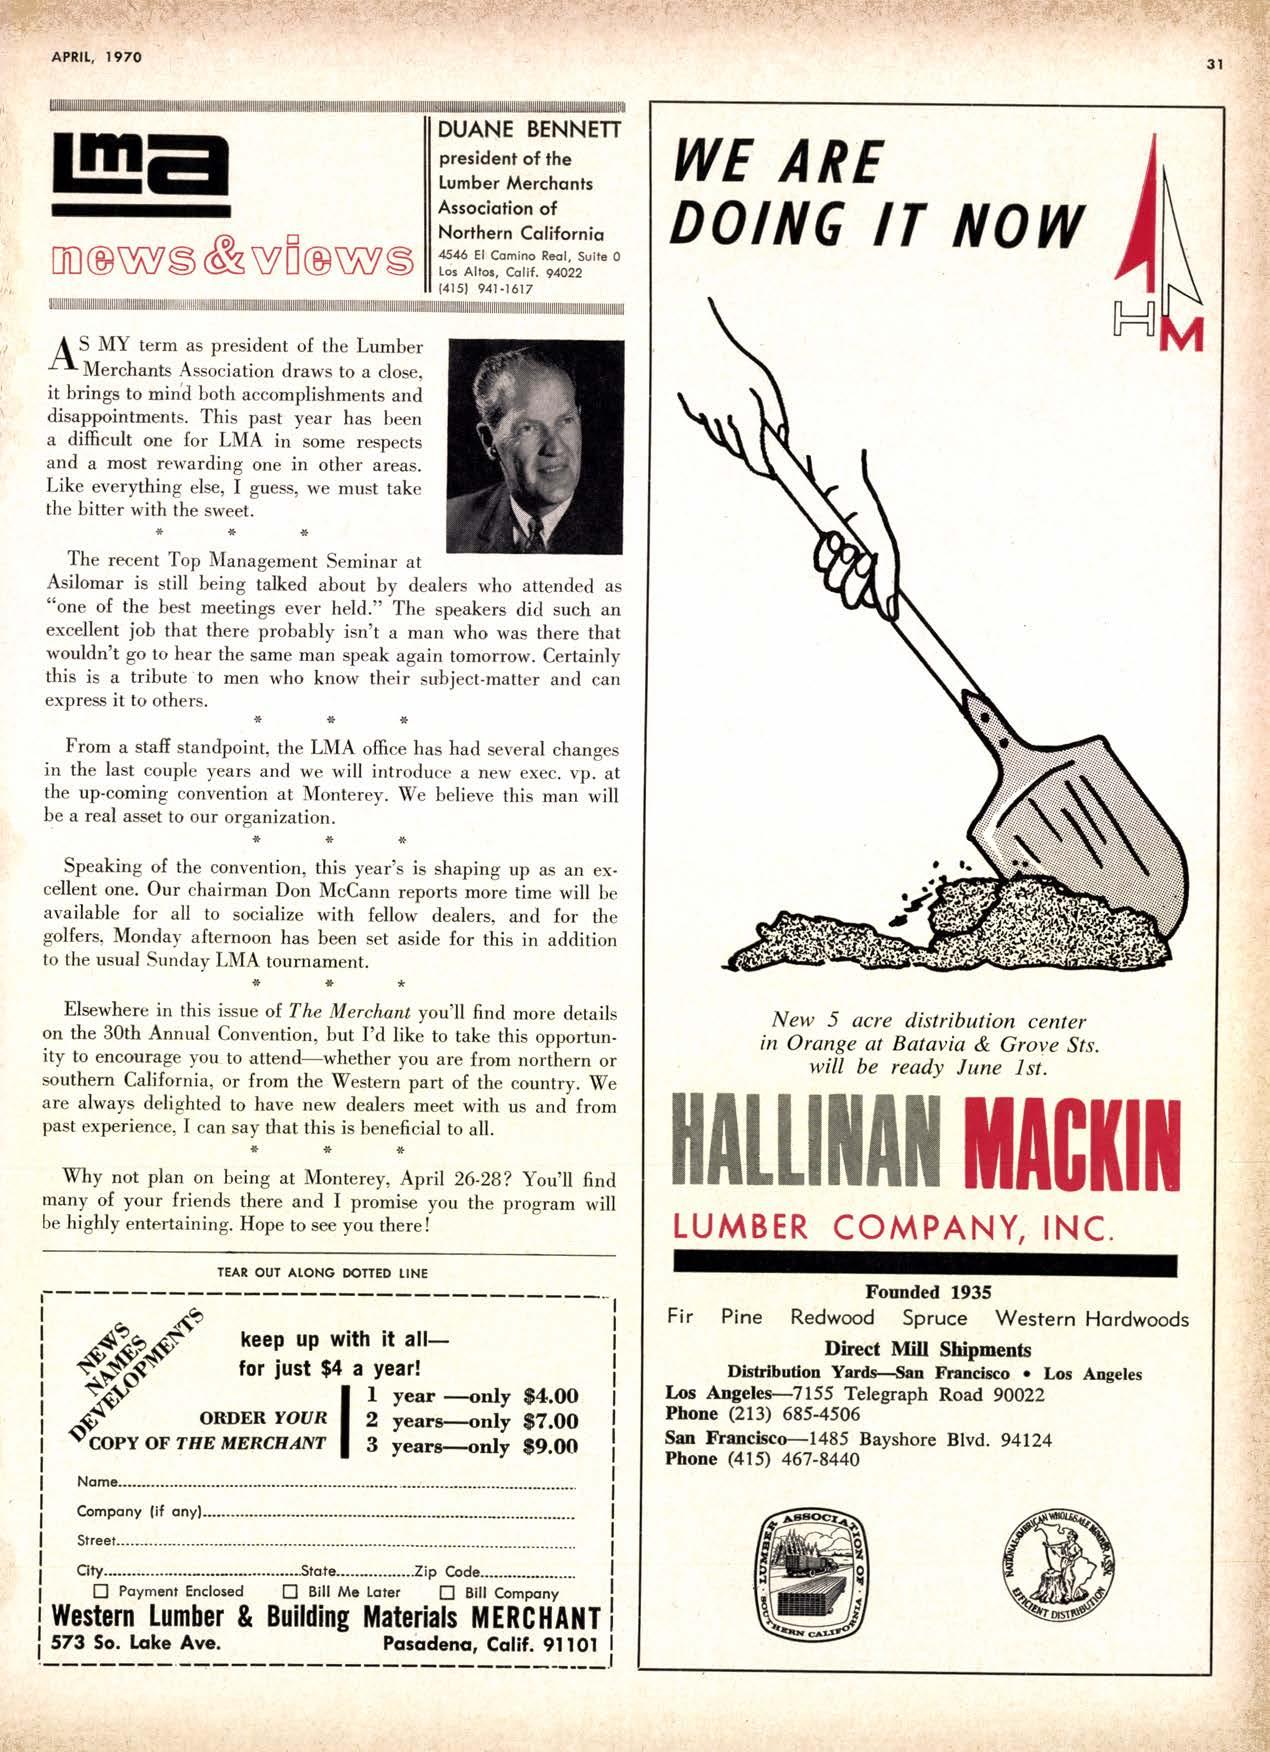 APRIL, 1970
31
Lma
news & views
DUANE BENNETT
president of the
Lumber Merchants
Association of
Northern California
4546 El Camino Real, Suite O
Los Altos, Calif. 94022
(415) 941-1617
AS MY term as president of the Lumber
Merchants Association draws to a close,
it brings to mind both accomplishments and
disappointments. This past year has been
a difficult one for LMA in some respects
and a most rewarding one in other areas.
Like everything else, I guess, we must take
the bitter with the sweet.
* * *
The recent Top Management Seminar at
Asilomar is still being talked about by dealers who attended as
“one of the best meetings ever held.” The speakers did such an
excellent job that there probably isn't a man who was there that
wouldn't go to hear the same man speak again tomorrow. Certainly
this is a tribute to men who know their subject-matter and can
express it to others.
* * *
From a staff standpoint, the LMA office has had several changes
in the last couple years and we will introduce a new exec. vp. at
the up-coming convention at Monterey. We believe this man will
be a real asset to our organization.
* * *
Speaking of the convention, this year's is shaping up as an ex-
cellent one. Our chairman Don McCann reports more time will be
available for all to socialize with fellow dealers, and for the
golfers, Monday afternoon has been set aside for this in addition
to the usual Sunday LMA tournament.
* * *
Elsewhere in this issue of The Merchant you'll find more details
on the 30th Annual Convention, but I'd like to take this opportun-
ity to encourage you to attend—whether you are from northern or
southern California, or from the Western part of the country. We
are always delighted to have new dealers meet with us and from
past experience, I can say that this is beneficial to all.
* * *
Why not plan on being at Monterey, April 26-28? You'll find
many of your friends there and I promise you the program will
be highly entertaining. Hope to see you there!
TEAR OUT ALONG DOTTED LINE
NEWS
NAMES
DEVELOPMENTS
keep up with it all—
for just $4 a year!
ORDER YOUR
COPY OF THE MERCHANT
1 year —only $4.00
2 years—only $7.00
3 years—only $9.00
Name
Company (if any)
Street
City State Zip Code
□ Payment Enclosed □ Bill Me Later □ Bill Company
Western Lumber & Building Materials MERCHANT
573 So. Lake Ave. Pasadena, Calif. 91101
WE ARE
DOING IT NOW
HM
New 5 acre distribution center
in Orange at Batavia & Grove Sts.
will be ready June 1st.
HALLINAN MACKIN
LUMBER COMPANY, INC.
Founded 1935
Fir Pine Redwood Spruce Western Hardwoods
Direct Mill Shipments
Distribution Yards—San Francisco • Los Angeles
Los Angeles—7155 Telegraph Road 90022
Phone (213) 685-4506
San Francisco—1485 Bayshore Blvd. 94124
Phone (415) 467-8440
LUMBER ASSOCIATION OF SOUTHERN CALIFORNIA
NATIONAL-AMERICAN WHOLESALE LUMBER ASSN.
EFFICIENT DISTRIBUTION